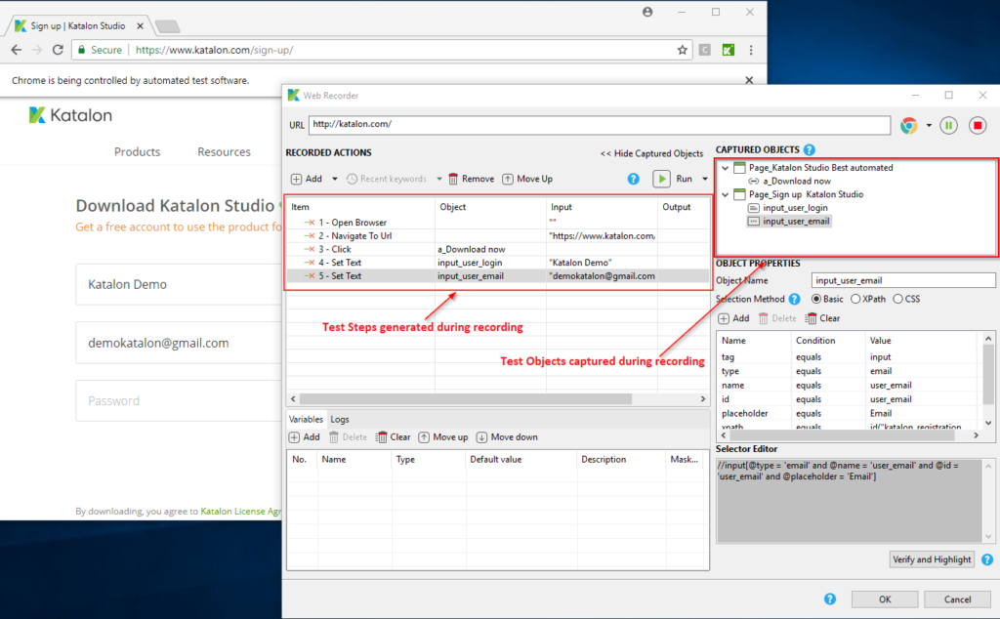 Sign up | Katalon Studio
Secure
https://www.katalon.com/sign-up/
Chrome is being controlled by automated test software.
Katalon
Products
Resources
Download Katalon Studio
Get a free account to use the product fo
Katalon Demo
demokatalon@gmail.com
Password
By downloading, you agree to Katalon License Agr
Web Recorder
URL
http://katalon.com/
RECORDED ACTIONS
<< Hide Captured Objects
Add
Recent keywords
Remove
Move Up
?
Run
Item Object Input Output
1 - Open Browser ""
2 - Navigate To Url "https://www.katalon.com,
3 - Click a_Download now
4 - Set Text input_user_login "Katalon Demo"
5 - Set Text input_user_email "demokatalon@gmail.com
Test Steps generated during recording
Test Objects captured during recording
Variables Logs
Add
Delete
Clear
Move up
Move down
No. Name Type Default value Description Mask...
CAPTURED OBJECTS ?
Page_Katalon Studio Best automated
a_Download now
Page_Sign up Katalon Studio
input_user_login
input_user_email
OBJECT PROPERTIES
Object Name input_user_email
Selection Method ? Basic XPath CSS
Add
Delete
Clear
Name Condition Value
tag equals input
type equals email
name equals user_email
id equals user_email
placeholder equals Email
xpath equals id("katalon_registration
Selector Editor
//input[@type = 'email' and @name = 'user_email' and @id =
'user_email' and @placeholder = 'Email']
Verify and Highlight ?
? OK Cancel